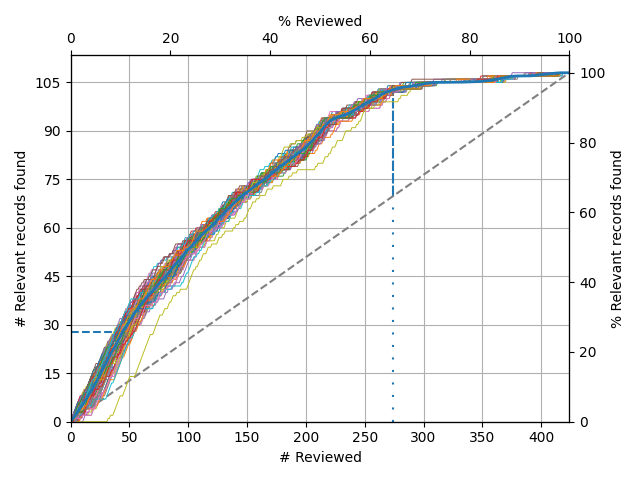 % Reviewed
0 20 40 60 80 100
105 100
90 80
75
60 60
45 40
30 20
15
0 0
# Relevant records found
% Relevant records found
0 50 100 150 200 250 300 350 400
# Reviewed